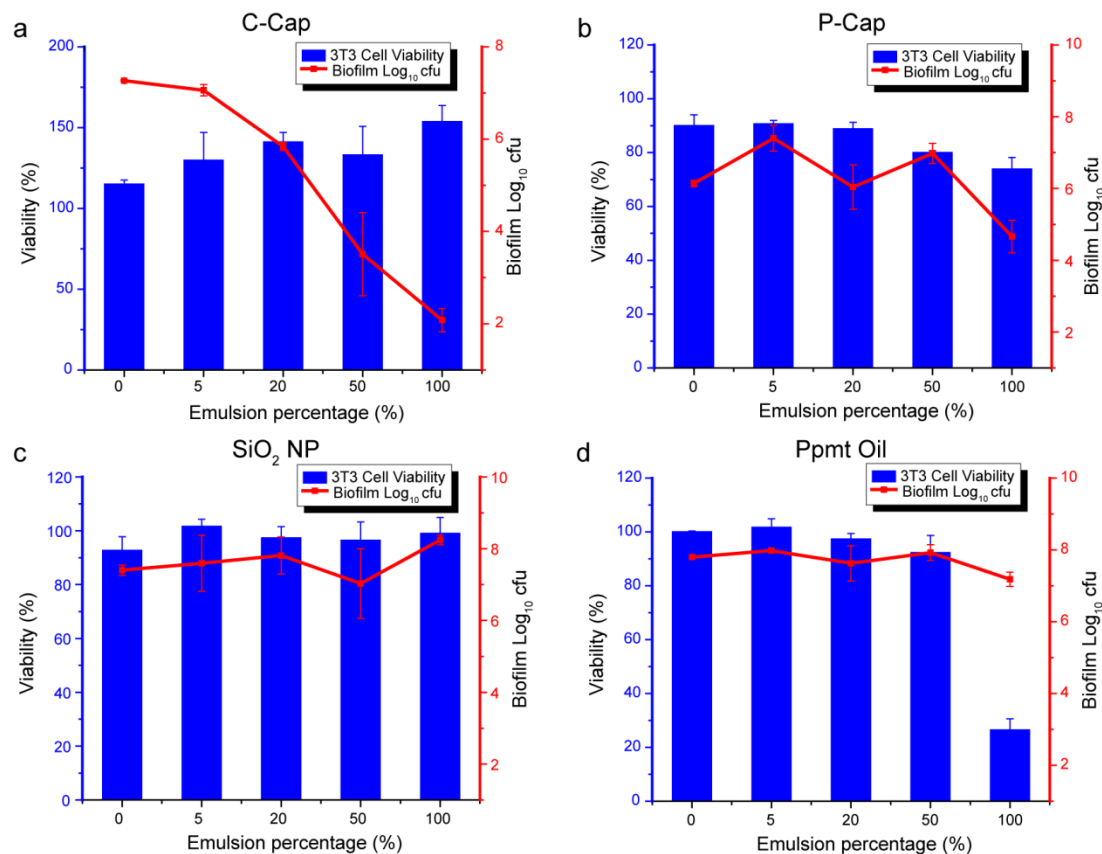 a
C-Cap
3T3 Cell Viability
Biofilm Log₁₀ cfu
Viability (%)
200
150
100
50
0
8
6
4
2
Biofilm Log₁₀ cfu
0 5 20 50 100
Emulsion percentage (%)
b
P-Cap
3T3 Cell Viability
Biofilm Log₁₀ cfu
Viability (%)
120
100
80
60
40
20
0
10
8
6
4
2
Biofilm Log₁₀ cfu
0 5 20 50 100
Emulsion percentage (%)
c
SiO₂ NP
3T3 Cell Viability
Biofilm Log₁₀ cfu
Viability (%)
120
100
80
60
40
20
0
10
8
6
4
2
Biofilm Log₁₀ cfu
0 5 20 50 100
Emulsion percentage (%)
d
Ppmt Oil
3T3 Cell Viability
Biofilm Log₁₀ cfu
Viability (%)
120
100
80
60
40
20
0
10
8
6
4
2
Biofilm Log₁₀ cfu
0 5 20 50 100
Emulsion percentage (%)